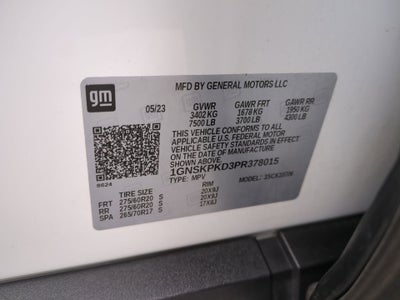 gm
MFD BY GENERAL MOTORS LLC
05/23 GVWR GAWR FRT GAWR RR
3402 KG 1678 KG 1950 KG
7500 LB 3700 LB 4300 LB
THIS VEHICLE CONFORMS TO ALL
APPLICABLE U.S. FEDERAL MOTOR
VEHICLE SAFETY STANDARDS IN
EFFECT ON THE DATE OF MANUFACTURE
SHOWN ABOVE.
1GNSKPKD3PR378015
TYPE: MPV MODEL:
8624
TIRE SIZE RIM
FRT 275/60R20 S 20X9J
RR 275/60R20 S 20X9J
SPA 265/70R17 S 17X8J